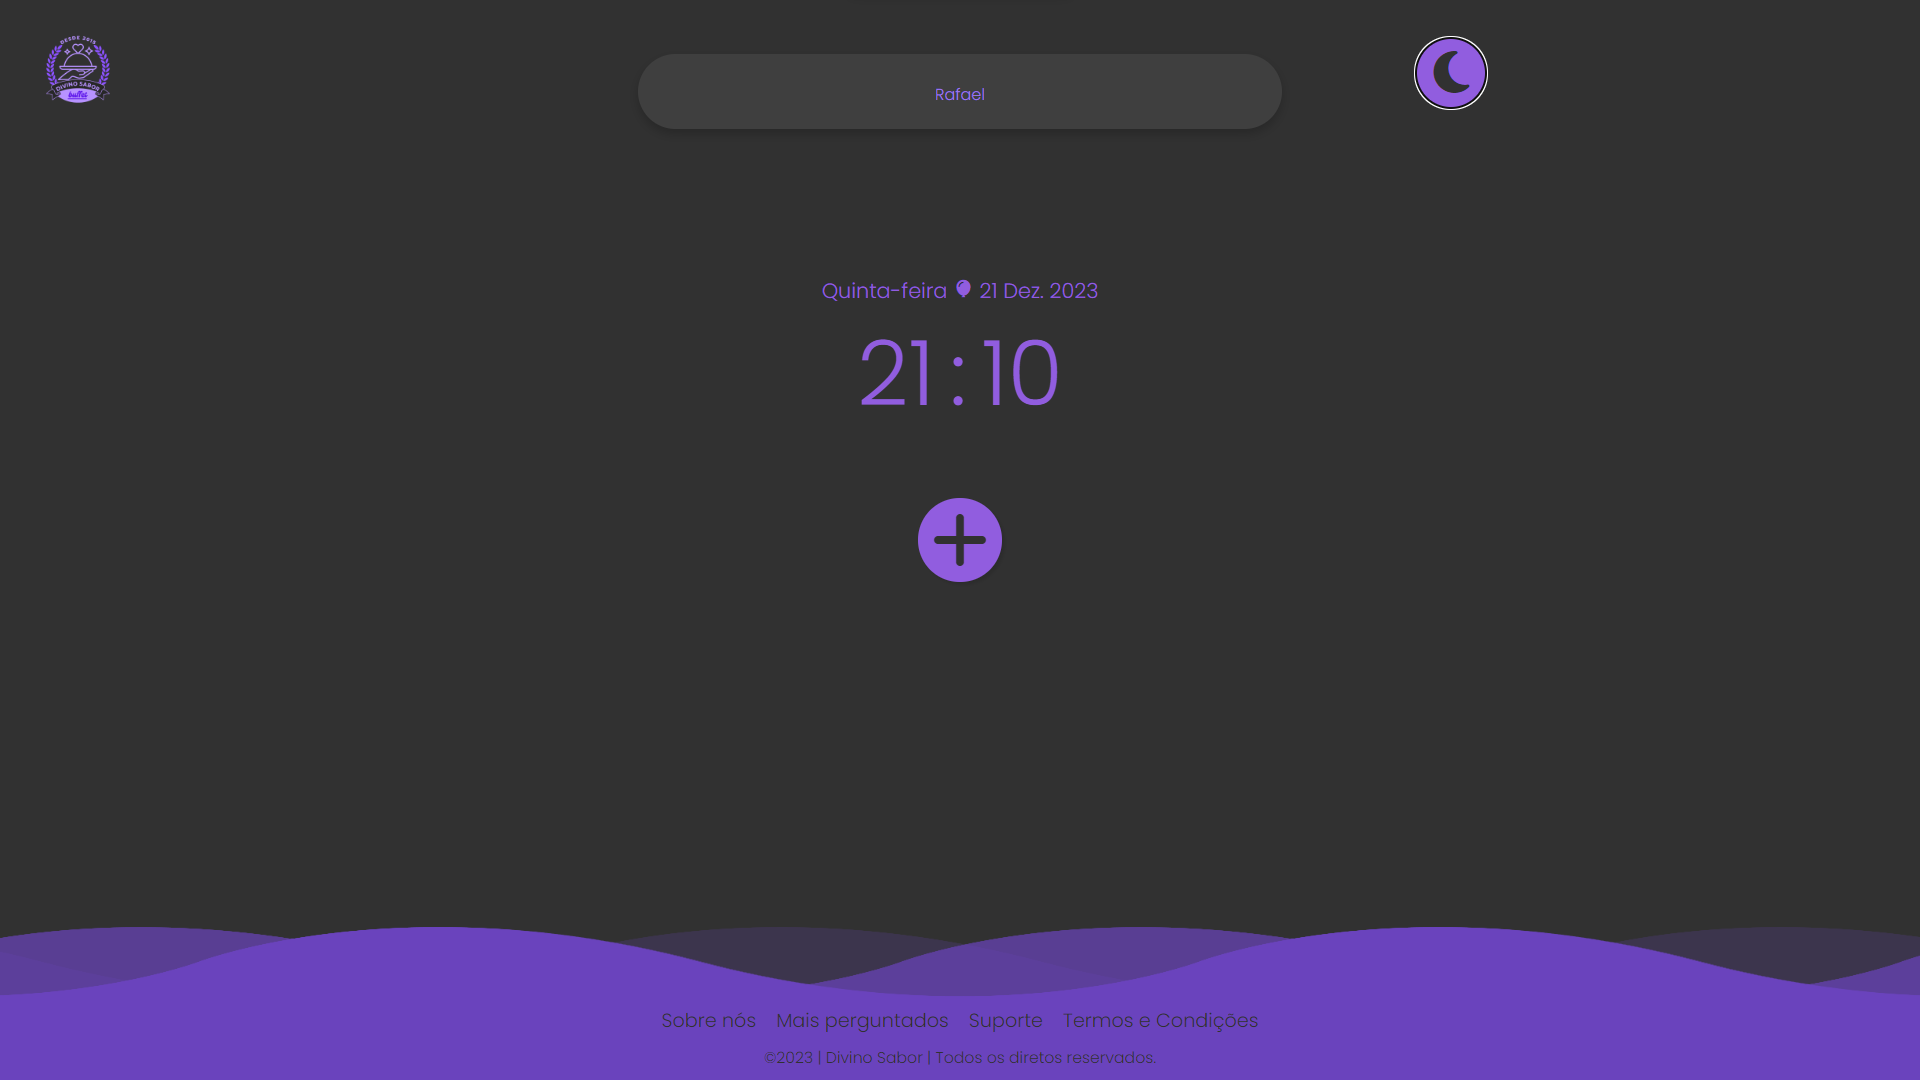 DESDE 2015
DIVINO SABOR
buffet
Rafael
Quinta-feira 21 Dez. 2023
21:10
Sobre nós Mais perguntados Suporte Termos e Condições
©2023 | Divino Sabor | Todos os diretos reservados.